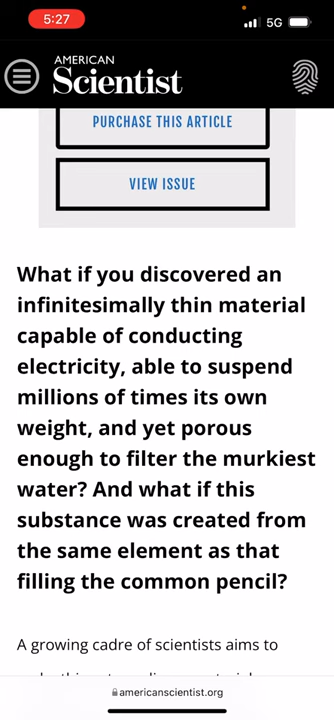 5:27
5G
AMERICAN
Scientist
PURCHASE THIS ARTICLE
VIEW ISSUE
What if you discovered an
infinitesimally thin material
capable of conducting
electricity, able to suspend
millions of times its own
weight, and yet porous
enough to filter the murkiest
water? And what if this
substance was created from
the same element as that
filling the common pencil?
A growing cadre of scientists aims to
americanscientist.org